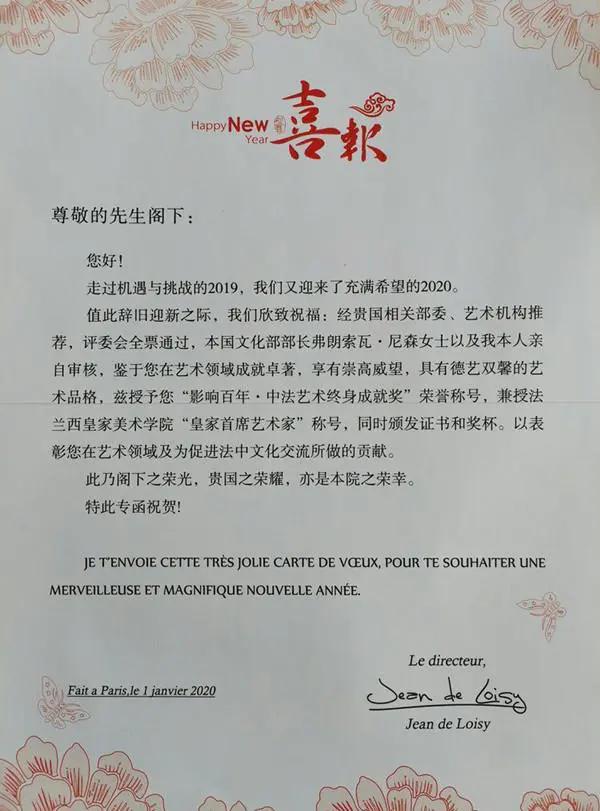 Happy New
Year
喜報
尊敬的先生阁下：
您好！
走过机遇与挑战的2019，我们又迎来了充满希望的2020。
值此辞旧迎新之际，我们欣致祝福：经贵国相关部委、艺术机构推
荐，评委会全票通过，本国文化部部长弗朗索瓦·尼森女士以及我本人亲
自审核，鉴于您在艺术领域成就卓著，享有崇高威望，具有德艺双馨的艺
术品格，兹授予您“影响百年·中法艺术终身成就奖”荣誉称号，兼授法
兰西皇家美术学院“皇家首席艺术家”称号，同时颁发证书和奖杯。以表
彰您在艺术领域及为促进法中文化交流所做的贡献。
此乃阁下之荣光，贵国之荣耀，亦是本院之荣幸。
特此专函祝贺！
JE T'ENVOIE CETTE TRÈS JOLIE CARTE DE VŒUX, POUR TE SOUHAITER UNE
MERVEILLEUSE ET MAGNIFIQUE NOUVELLE ANNÉE.
Le directeur,
Fait a Paris,le 1 janvier 2020
Jean de Loisy
Jean de Loisy